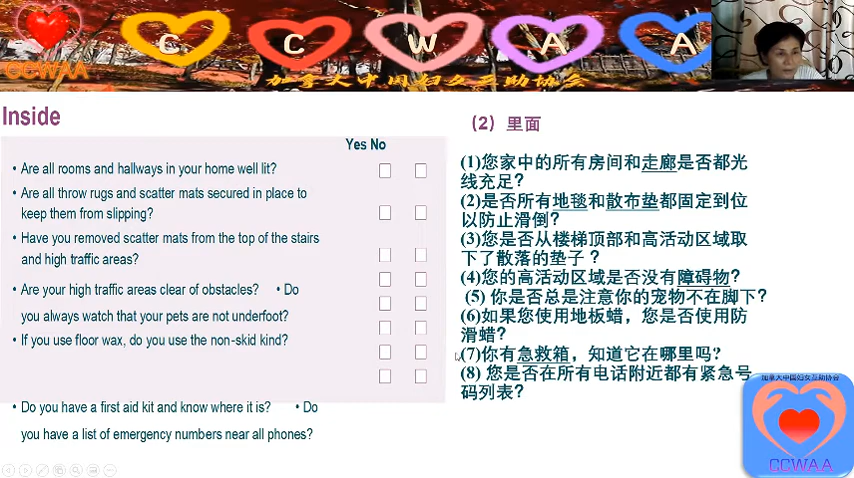 C C W A A
CCWAA
加拿大中国妇女互助协会
Inside
Yes No
• Are all rooms and hallways in your home well lit?
• Are all throw rugs and scatter mats secured in place to
keep them from slipping?
• Have you removed scatter mats from the top of the stairs
and high traffic areas?
• Are your high traffic areas clear of obstacles? • Do
you always watch that your pets are not underfoot?
• If you use floor wax, do you use the non-skid kind?
• Do you have a first aid kit and know where it is? • Do
you have a list of emergency numbers near all phones?
（2）里面
(1)您家中的所有房间和走廊是否都光
线充足?
(2)是否所有地毯和散布垫都固定到位
以防止滑倒?
(3)您是否从楼梯顶部和高活动区域取
下了散落的垫子？
(4)您的高活动区域是否没有障碍物?
(5) 你是否总是注意你的宠物不在脚下?
(6)如果您使用地板蜡，您是否使用防
滑蜡?
(7)你有急救箱，知道它在哪里吗?
(8) 您是否在所有电话附近都有紧急号
码列表?
加拿大中国妇女互助协会
CCWAA